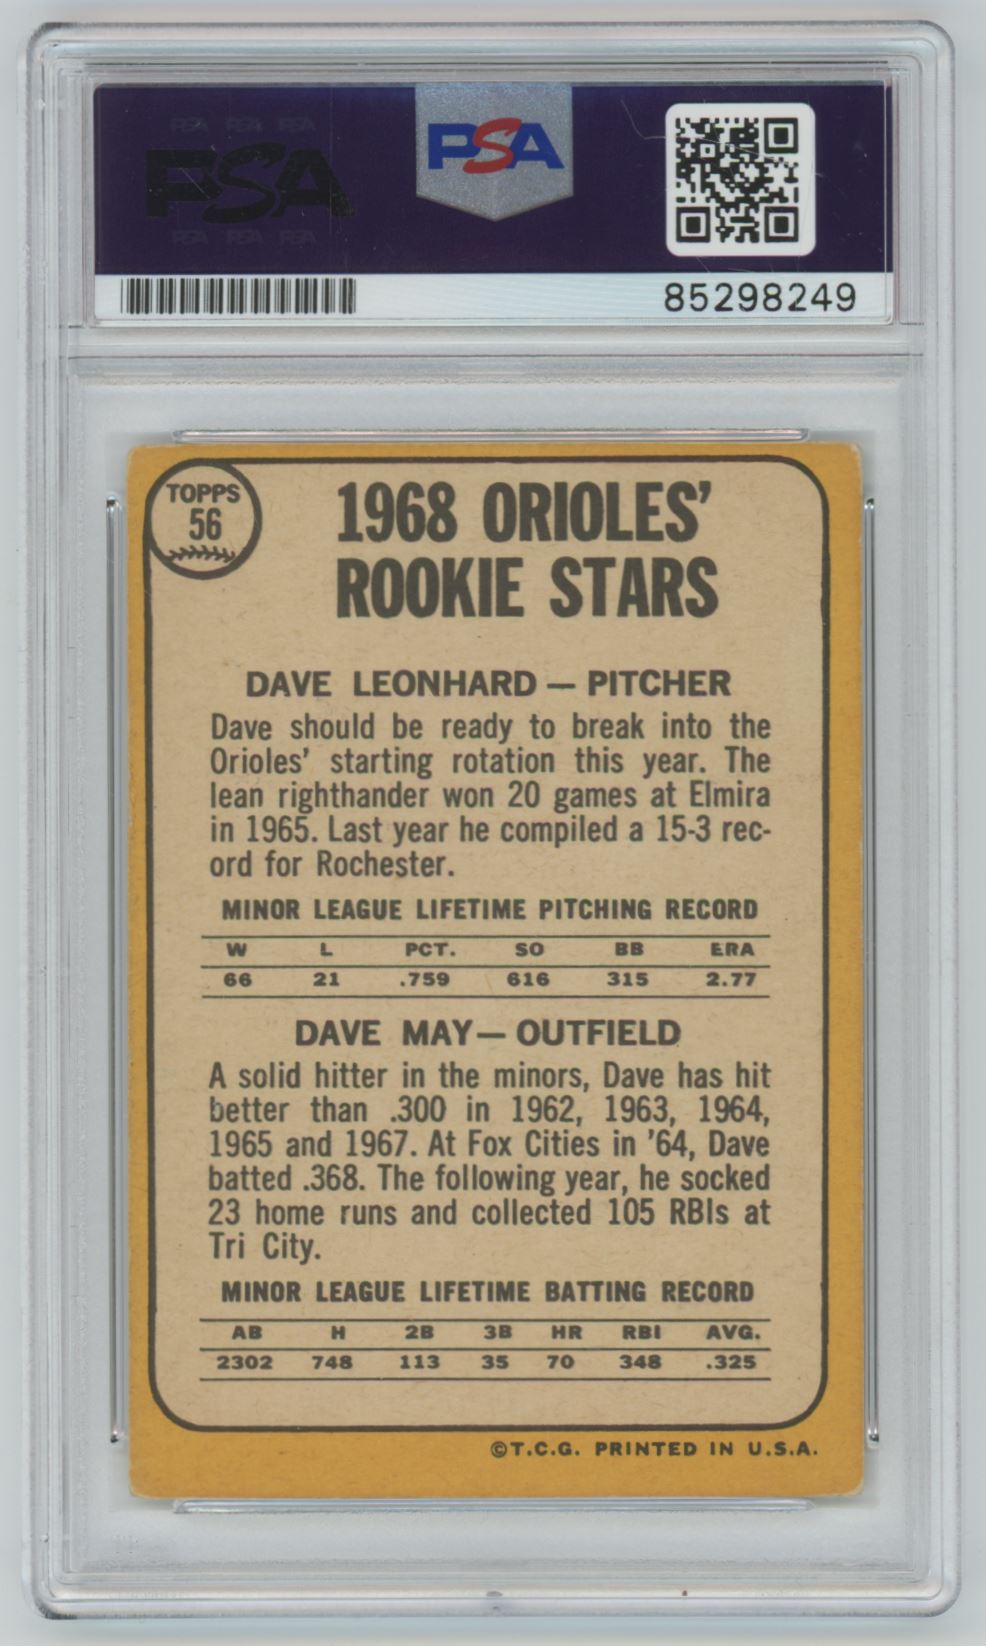 PSA PSA PSA
PSA
PSA PSA PSA
PSA
85298249
TOPPS
56
1968 ORIOLES'
ROOKIE STARS
DAVE LEONHARD — PITCHER
Dave should be ready to break into the
Orioles' starting rotation this year. The
lean righthander won 20 games at Elmira
in 1965. Last year he compiled a 15-3 rec-
ord for Rochester.
MINOR LEAGUE LIFETIME PITCHING RECORD
W L PCT. SO BB ERA
66 21 .759 616 315 2.77
DAVE MAY — OUTFIELD
A solid hitter in the minors, Dave has hit
better than .300 in 1962, 1963, 1964,
1965 and 1967. At Fox Cities in '64, Dave
batted .368. The following year, he socked
23 home runs and collected 105 RBIs at
Tri City.
MINOR LEAGUE LIFETIME BATTING RECORD
AB H 2B 3B HR RBI AVG.
2302 748 113 35 70 348 .325
©T.C.G. PRINTED IN U.S.A.